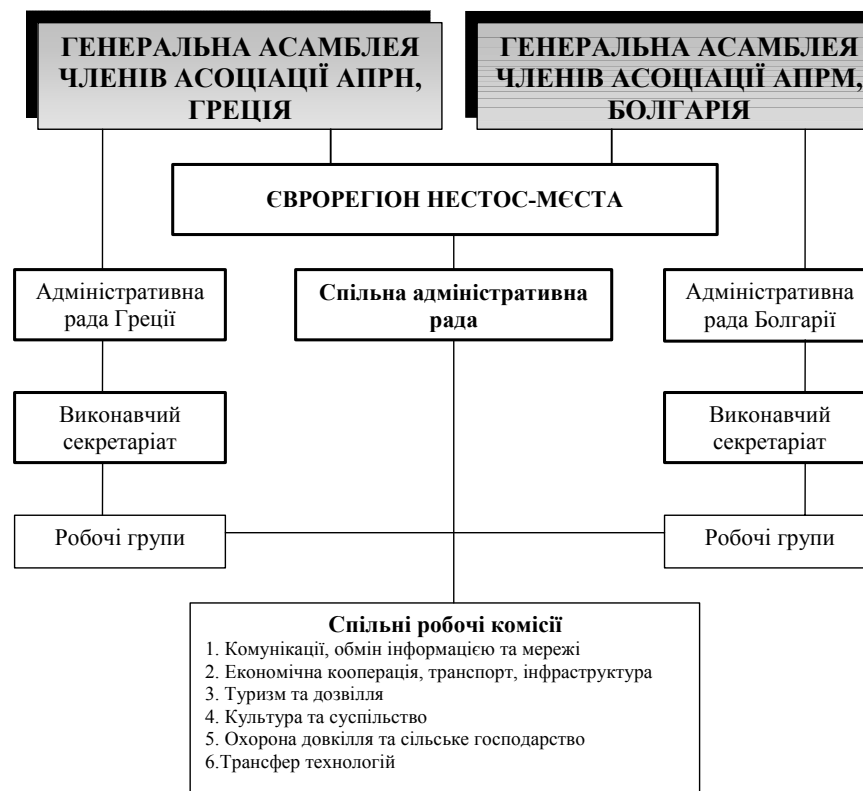 ГЕНЕРАЛЬНА АСАМБЛЕЯ
ЧЛЕНІВ АСОЦІАЦІЇ АПРН,
ГРЕЦІЯ
ГЕНЕРАЛЬНА АСАМБЛЕЯ
ЧЛЕНІВ АСОЦІАЦІЇ АПРМ,
БОЛГАРІЯ
ЄВРОРЕГІОН НЕСТОС-МЄСТА
Адміністративна
рада Греції
Спільна адміністративна
рада
Адміністративна
рада Болгарії
Виконавчий
секретаріат
Виконавчий
секретаріат
Робочі групи
Робочі групи
Спільні робочі комісії
1. Комунікації, обмін інформацією та мережі
2. Економічна кооперація, транспорт, інфраструктура
3. Туризм та дозвілля
4. Культура та суспільство
5. Охорона довкілля та сільське господарство
6.Трансфер технологій